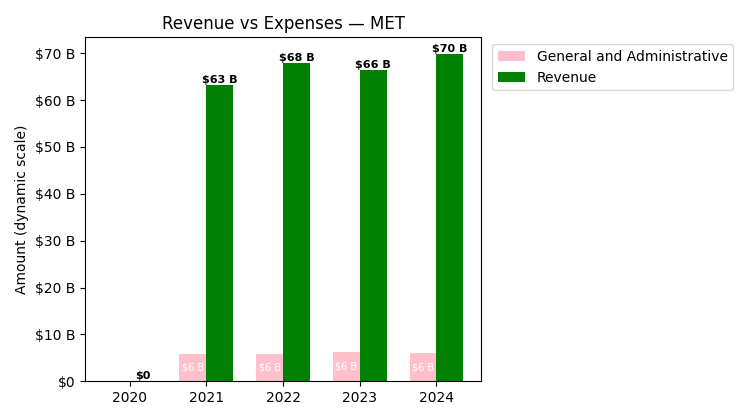 Revenue vs Expenses — MET
General and Administrative
Revenue
Amount (dynamic scale)
$70 B
$60 B
$50 B
$40 B
$30 B
$20 B
$10 B
$0
$0
$63 B
$68 B
$66 B
$70 B
$6 B
$6 B
$6 B
$6 B
2020 2021 2022 2023 2024